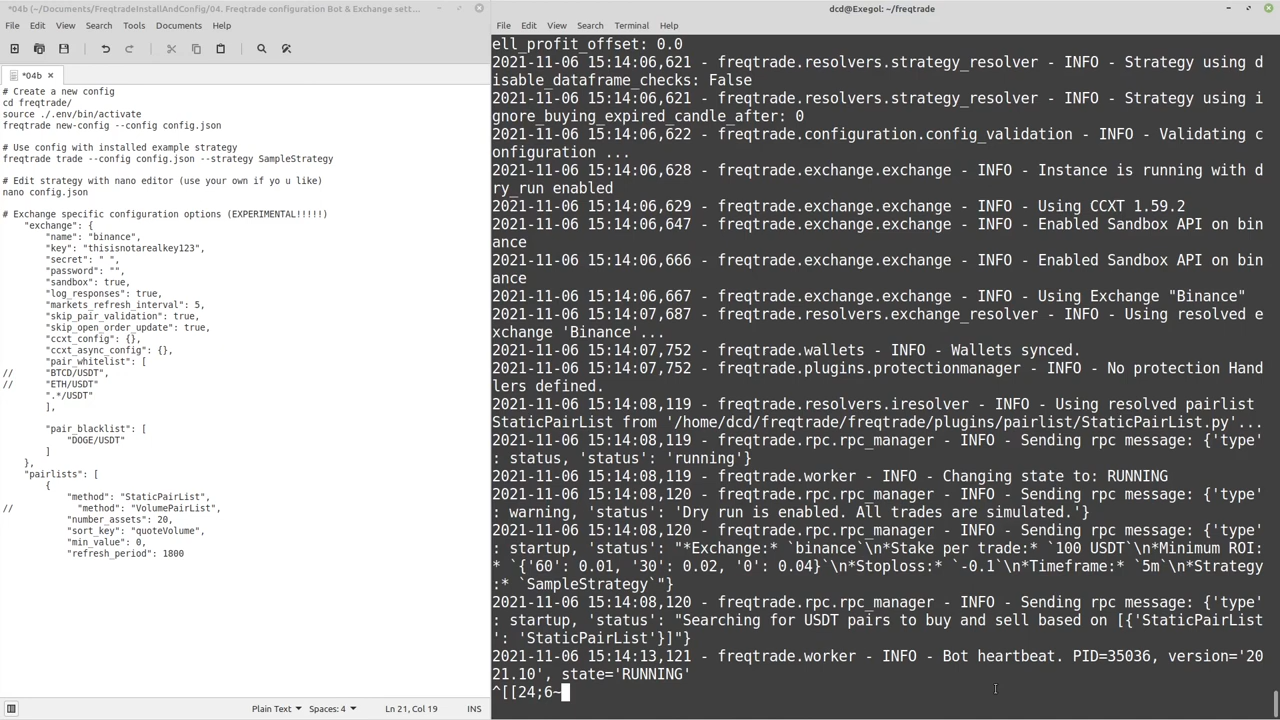 *04b (~/Documents/FreqtradeInstallAndConfig/04. Freqtrade configuration Bot & Exchange sett...
File Edit View Search Tools Documents Help
*04b
# Create a new config
cd freqtrade/
source ./.env/bin/activate
freqtrade new-config --config config.json
# Use config with installed example strategy
freqtrade trade --config config.json --strategy SampleStrategy
# Edit strategy with nano editor (use your own if yo u like)
nano config.json
# Exchange specific configuration options (EXPERIMENTAL!!!!!)
"exchange": {
"name": "binance",
"key": "thisisnotarealkey123",
"secret": " ",
"password": "",
"sandbox": true,
"log_responses": true,
"markets_refresh_interval": 5,
"skip_pair_validation": true,
"skip_open_order_update": true,
"ccxt_config": {},
"ccxt_async_config": {},
"pair_whitelist": [
// "BTCD/USDT",
// "ETH/USDT"
".*/USDT"
],
"pair_blacklist": [
"DOGE/USDT"
]
},
"pairlists": [
{
"method": "StaticPairList",
// "method": "VolumePairList",
"number_assets": 20,
"sort_key": "quoteVolume",
"min_value": 0,
"refresh_period": 1800
Plain Text Spaces: 4 Ln 21, Col 19 INS
dcd@Exegol: ~/freqtrade
File Edit View Search Terminal Help
ell_profit_offset: 0.0
2021-11-06 15:14:06,621 - freqtrade.resolvers.strategy_resolver - INFO - Strategy using d
isable_dataframe_checks: False
2021-11-06 15:14:06,621 - freqtrade.resolvers.strategy_resolver - INFO - Strategy using i
gnore_buying_expired_candle_after: 0
2021-11-06 15:14:06,622 - freqtrade.configuration.config_validation - INFO - Validating c
onfiguration ...
2021-11-06 15:14:06,628 - freqtrade.exchange.exchange - INFO - Instance is running with d
ry_run enabled
2021-11-06 15:14:06,629 - freqtrade.exchange.exchange - INFO - Using CCXT 1.59.2
2021-11-06 15:14:06,647 - freqtrade.exchange.exchange - INFO - Enabled Sandbox API on bin
ance
2021-11-06 15:14:06,666 - freqtrade.exchange.exchange - INFO - Enabled Sandbox API on bin
ance
2021-11-06 15:14:06,667 - freqtrade.exchange.exchange - INFO - Using Exchange "Binance"
2021-11-06 15:14:07,687 - freqtrade.resolvers.exchange_resolver - INFO - Using resolved e
xchange 'Binance'...
2021-11-06 15:14:07,752 - freqtrade.wallets - INFO - Wallets synced.
2021-11-06 15:14:07,752 - freqtrade.plugins.protectionmanager - INFO - No protection Hand
lers defined.
2021-11-06 15:14:08,119 - freqtrade.resolvers.iresolver - INFO - Using resolved pairlist
StaticPairList from '/home/dcd/freqtrade/freqtrade/plugins/pairlist/StaticPairList.py'...
2021-11-06 15:14:08,119 - freqtrade.rpc.rpc_manager - INFO - Sending rpc message: {'type'
: status, 'status': 'running'}
2021-11-06 15:14:08,119 - freqtrade.worker - INFO - Changing state to: RUNNING
2021-11-06 15:14:08,120 - freqtrade.rpc.rpc_manager - INFO - Sending rpc message: {'type'
: warning, 'status': 'Dry run is enabled. All trades are simulated.'}
2021-11-06 15:14:08,120 - freqtrade.rpc.rpc_manager - INFO - Sending rpc message: {'type'
: startup, 'status': "*Exchange:* `binance`\n*Stake per trade:* `100 USDT`\n*Minimum ROI:
* `{'60': 0.01, '30': 0.02, '0': 0.04}`\n*Stoploss:* `-0.1`\n*Timeframe:* `5m`\n*Strategy
:* `SampleStrategy`"}
2021-11-06 15:14:08,120 - freqtrade.rpc.rpc_manager - INFO - Sending rpc message: {'type'
: startup, 'status': "Searching for USDT pairs to buy and sell based on [{'StaticPairList
': 'StaticPairList'}]"}
2021-11-06 15:14:13,121 - freqtrade.worker - INFO - Bot heartbeat. PID=35036, version='20
21.10', state='RUNNING'
^[[24;6~